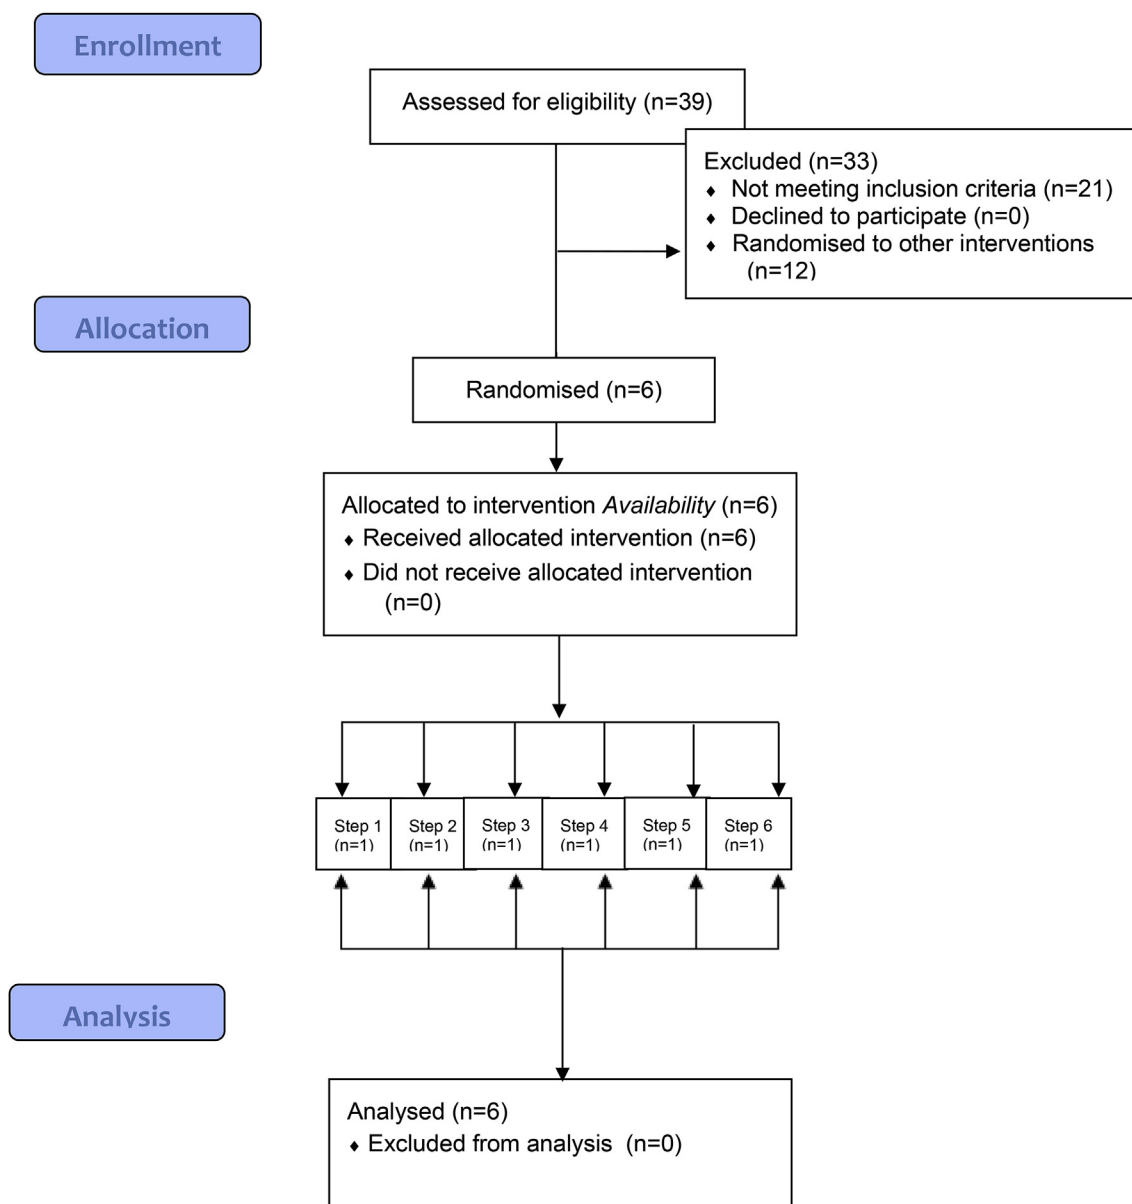 Enrollment
Assessed for eligibility (n=39)
Excluded (n=33)
♦ Not meeting inclusion criteria (n=21)
♦ Declined to participate (n=0)
♦ Randomised to other interventions
(n=12)
Allocation
Randomised (n=6)
Allocated to intervention Availability (n=6)
♦ Received allocated intervention (n=6)
♦ Did not receive allocated intervention
(n=0)
Step 1
(n=1)
Step 2
(n=1)
Step 3
(n=1)
Step 4
(n=1)
Step 5
(n=1)
Step 6
(n=1)
Analysis
Analysed (n=6)
♦ Excluded from analysis (n=0)